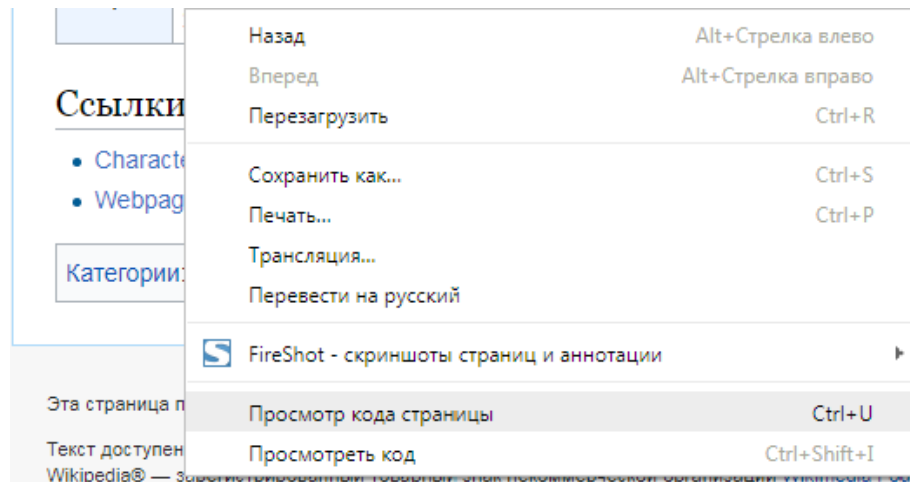 Назад Alt+Стрелка влево
Вперед Alt+Стрелка вправо
Перезагрузить Ctrl+R
Ссылки
Сохранить как... Ctrl+S
Webpag
Печать... Ctrl+P
Трансляция...
Категории:
Перевести на русский
FireShot - скриншоты страниц и аннотации
Эта страница п
Просмотр кода страницы Ctrl+U
Текст доступен
Просмотреть код Ctrl+Shift+I
Wikipedia® —